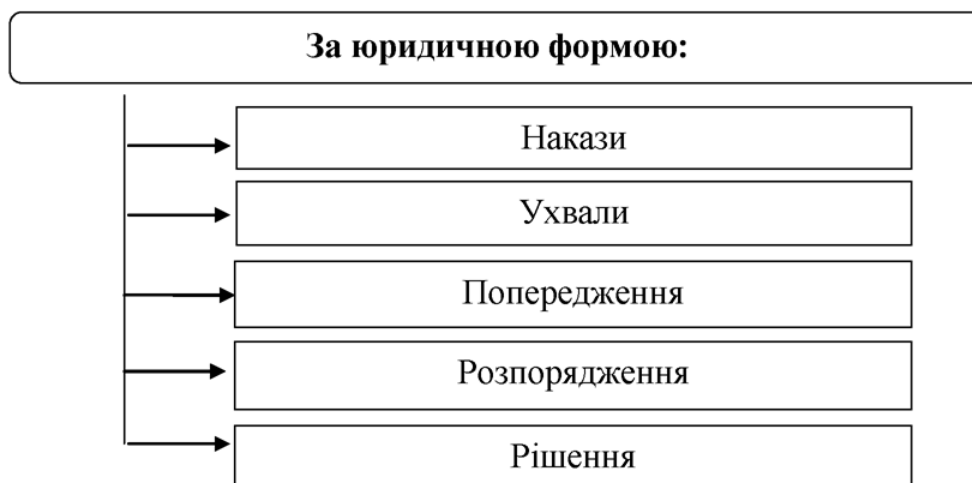 За юридичною формою:
Накази
Ухвали
Попередження
Розпорядження
Рішення